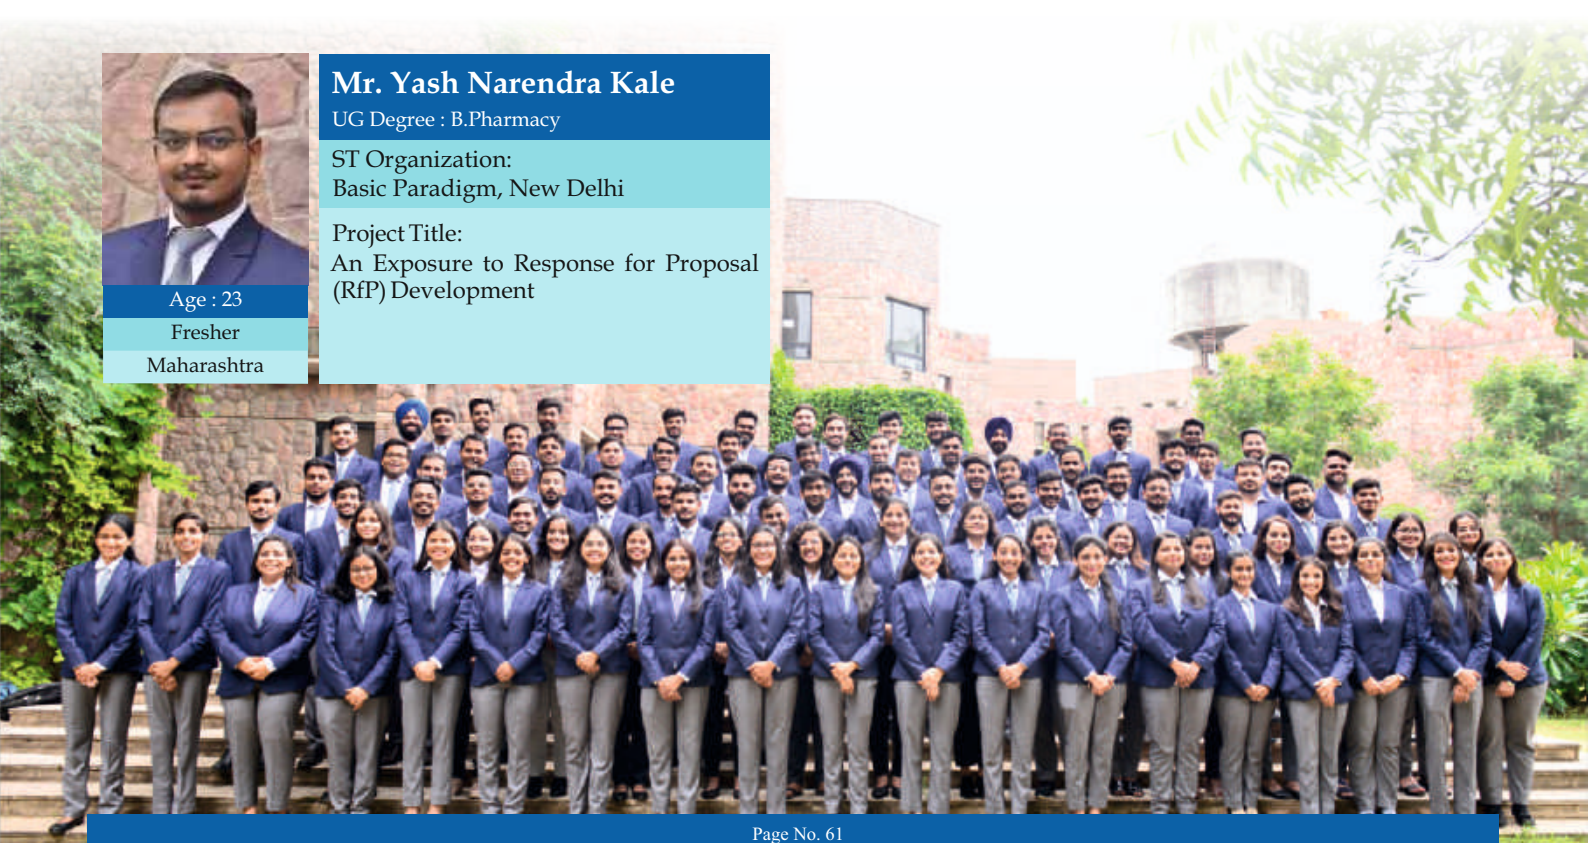 Mr. Yash Narendra Kale
UG Degree : B.Pharmacy
ST Organization:
Basic Paradigm, New Delhi
Project Title:
An Exposure to Response for Proposal
(RfP) Development
Age : 23
Fresher
Maharashtra
Page No. 61